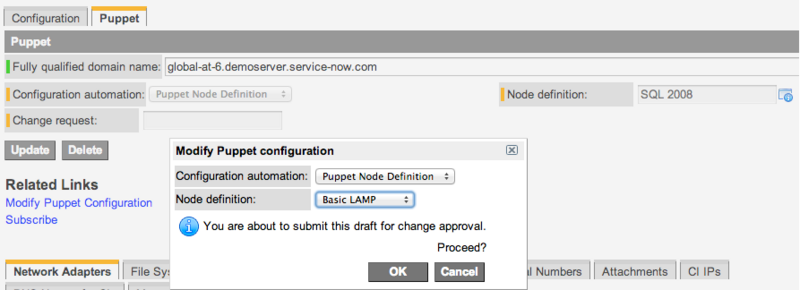 Configuration Puppet
Puppet
Fully qualified domain name: global-at-6.demoserver.service-now.com
Configuration automation: Puppet Node Definition Node definition: SQL 2008
Change request:
Update Delete
Modify Puppet configuration
Configuration automation: Puppet Node Definition
Node definition: Basic LAMP
You are about to submit this draft for change approval.
Proceed?
OK Cancel
Related Links
Modify Puppet Configuration
Subscribe
Network Adapters File Sys l Numbers Attachments CI IPs